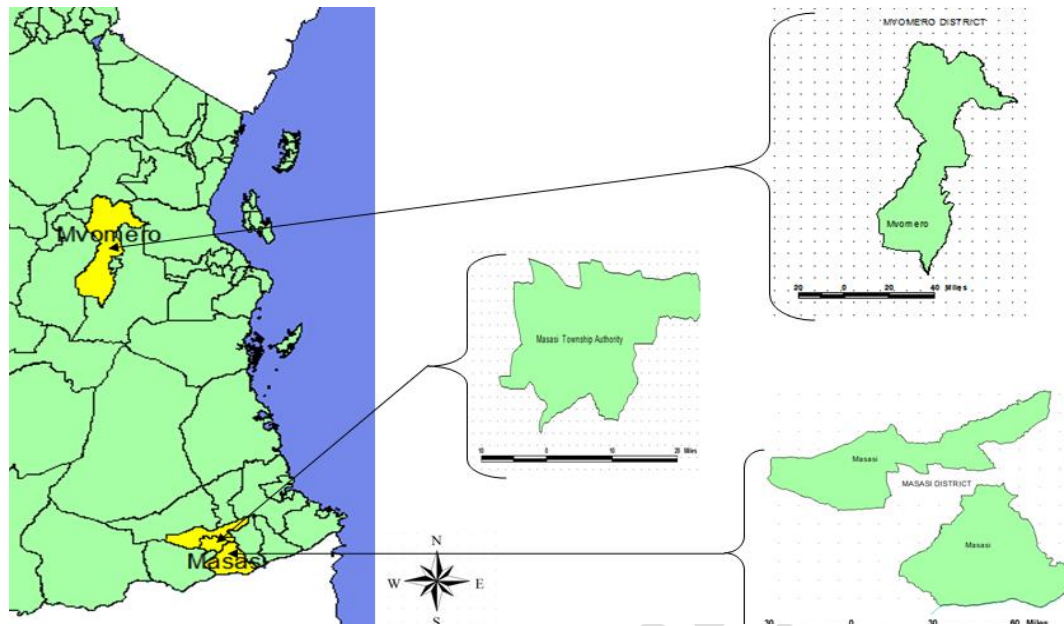 MVOMERO DISTRICT
Mvomero
Mvomero
20 0 20 40 Miles
Masasi Township Authority
10 0 10 20 Miles
Masasi
MASASI DISTRICT
Masasi
Masasi
N
W E
S
30 0 30 60 Miles